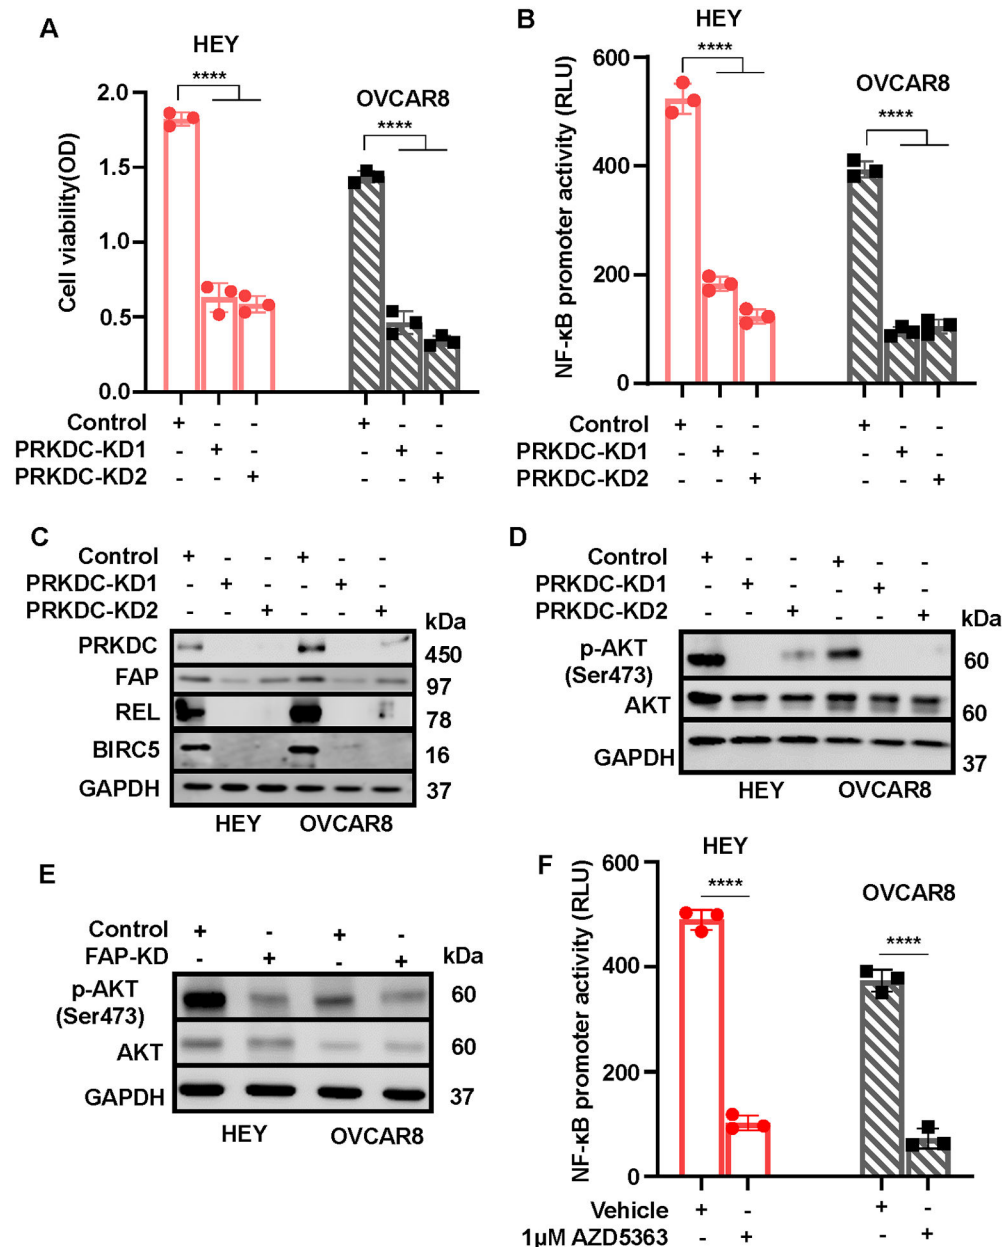 A
HEY
****
OVCAR8
****
Cell viability(OD)
2.0
1.5
1.0
0.5
0.0
Control + - - + - -
PRKDC-KD1 - + - - + -
PRKDC-KD2 - - + - - +
B
HEY
****
OVCAR8
****
NF-κB promoter activity (RLU)
600
400
200
0
Control + - - + - -
PRKDC-KD1 - + - - + -
PRKDC-KD2 - - + - - +
C
Control + - - + - -
PRKDC-KD1 - + - - + -
PRKDC-KD2 - - + - - +
kDa
PRKDC 450
FAP 97
REL 78
BIRC5 16
GAPDH 37
HEY OVCAR8
D
Control + - - + - -
PRKDC-KD1 - + - - + -
PRKDC-KD2 - - + - - +
kDa
p-AKT
(Ser473) 60
AKT 60
GAPDH 37
HEY OVCAR8
E
Control + - + -
FAP-KD - + - +
kDa
p-AKT
(Ser473) 60
AKT 60
GAPDH 37
HEY OVCAR8
F
HEY
****
OVCAR8
****
NF-κB promoter activity (RLU)
600
400
200
0
Vehicle + - + -
1μM AZD5363 - + - +